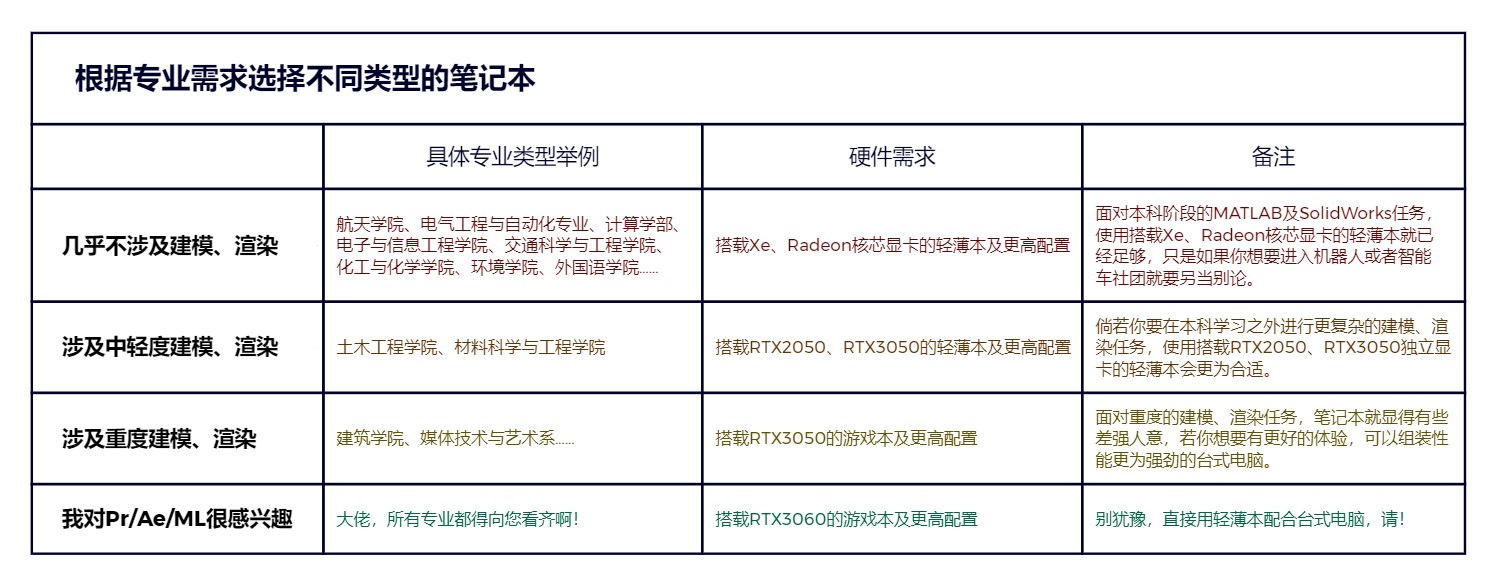 根据专业需求选择不同类型的笔记本
具体专业类型举例
硬件需求
备注
几乎不涉及建模、渲染
航天学院、电气工程与自动化专业、计算学部、
电子与信息工程学院、交通科学与工程学院、
化工与化学学院、环境学院、外国语学院……
搭载Xe、Radeon核芯显卡的轻薄本及更高配置
面对本科阶段的MATLAB及SolidWorks任务，
使用搭载Xe、Radeon核芯显卡的轻薄本就已
经足够，只是如果你想要进入机器人或者智能
车社团就要另当别论。
涉及中轻度建模、渲染
土木工程学院、材料科学与工程学院
搭载RTX2050、RTX3050的轻薄本及更高配置
倘若你要在本科学习之外进行更复杂的建模、渲
染任务，使用搭载RTX2050、RTX3050独立显
卡的轻薄本会更为合适。
涉及重度建模、渲染
建筑学院、媒体技术与艺术系……
搭载RTX3050的游戏本及更高配置
面对重度的建模、渲染任务，笔记本就显得有些
差强人意，若你想要有更好的体验，可以组装性
能更为强劲的台式电脑。
我对Pr/Ae/ML很感兴趣
大佬，所有专业都得向您看齐啊！
搭载RTX3060的游戏本及更高配置
别犹豫，直接用轻薄本配合台式电脑，请！